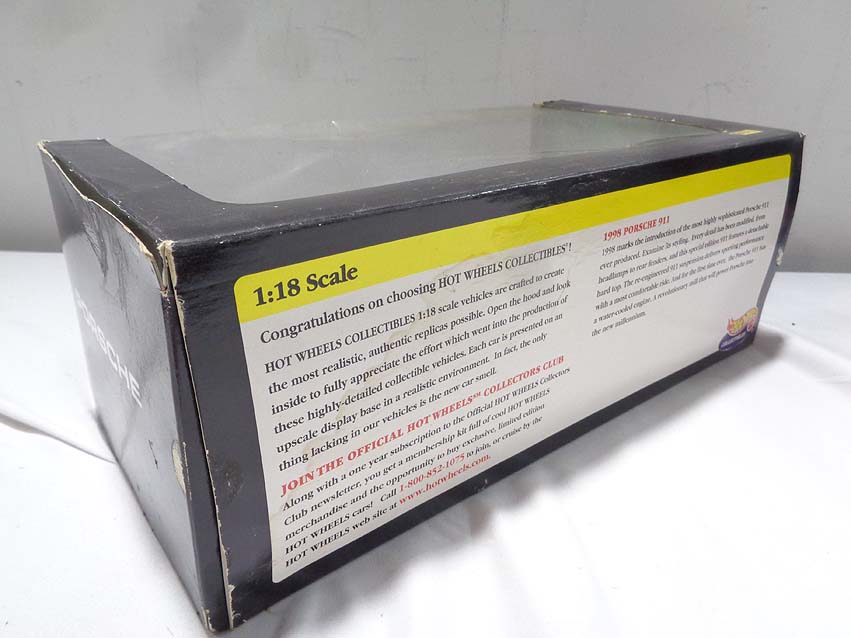 PORSCHE
1:18 Scale
Congratulations on choosing HOT WHEELS COLLECTIBLES™!
HOT WHEELS COLLECTIBLES 1:18 scale vehicles are crafted to create
the most realistic, authentic replicas possible. Open the hood and look
inside to fully appreciate the effort which went into the production of
these highly-detailed collectible vehicles. Each car is presented on an
upscale display base in a realistic environment. In fact, the only
thing lacking in our vehicles is the new car smell.
JOIN THE OFFICIAL HOT WHEELS℠ COLLECTORS CLUB
Along with a one year subscription to the Official HOT WHEELS Collectors
Club newsletter, you get a membership kit full of cool HOT WHEELS
merchandise and the opportunity to buy exclusive, limited edition
HOT WHEELS cars! Call 1-800-852-1075 to join, or cruise by the
HOT WHEELS web site at www.hotwheels.com.
1998 PORSCHE 911
1998 marks the introduction of the most highly sophisticated Porsche 911
ever produced. Examine its styling. Every detail has been modified, from
headlamps to rear fenders, and this special edition 911 features a detachable
hard top. The re-engineered 911 suspension delivers sporting performance
with a most comfortable ride. And for the first time ever, the Porsche 911 has
a water-cooled engine. A revolutionary still that will power Porsche into
the new millennium.
Hot Wheels
COLLECTIBLES